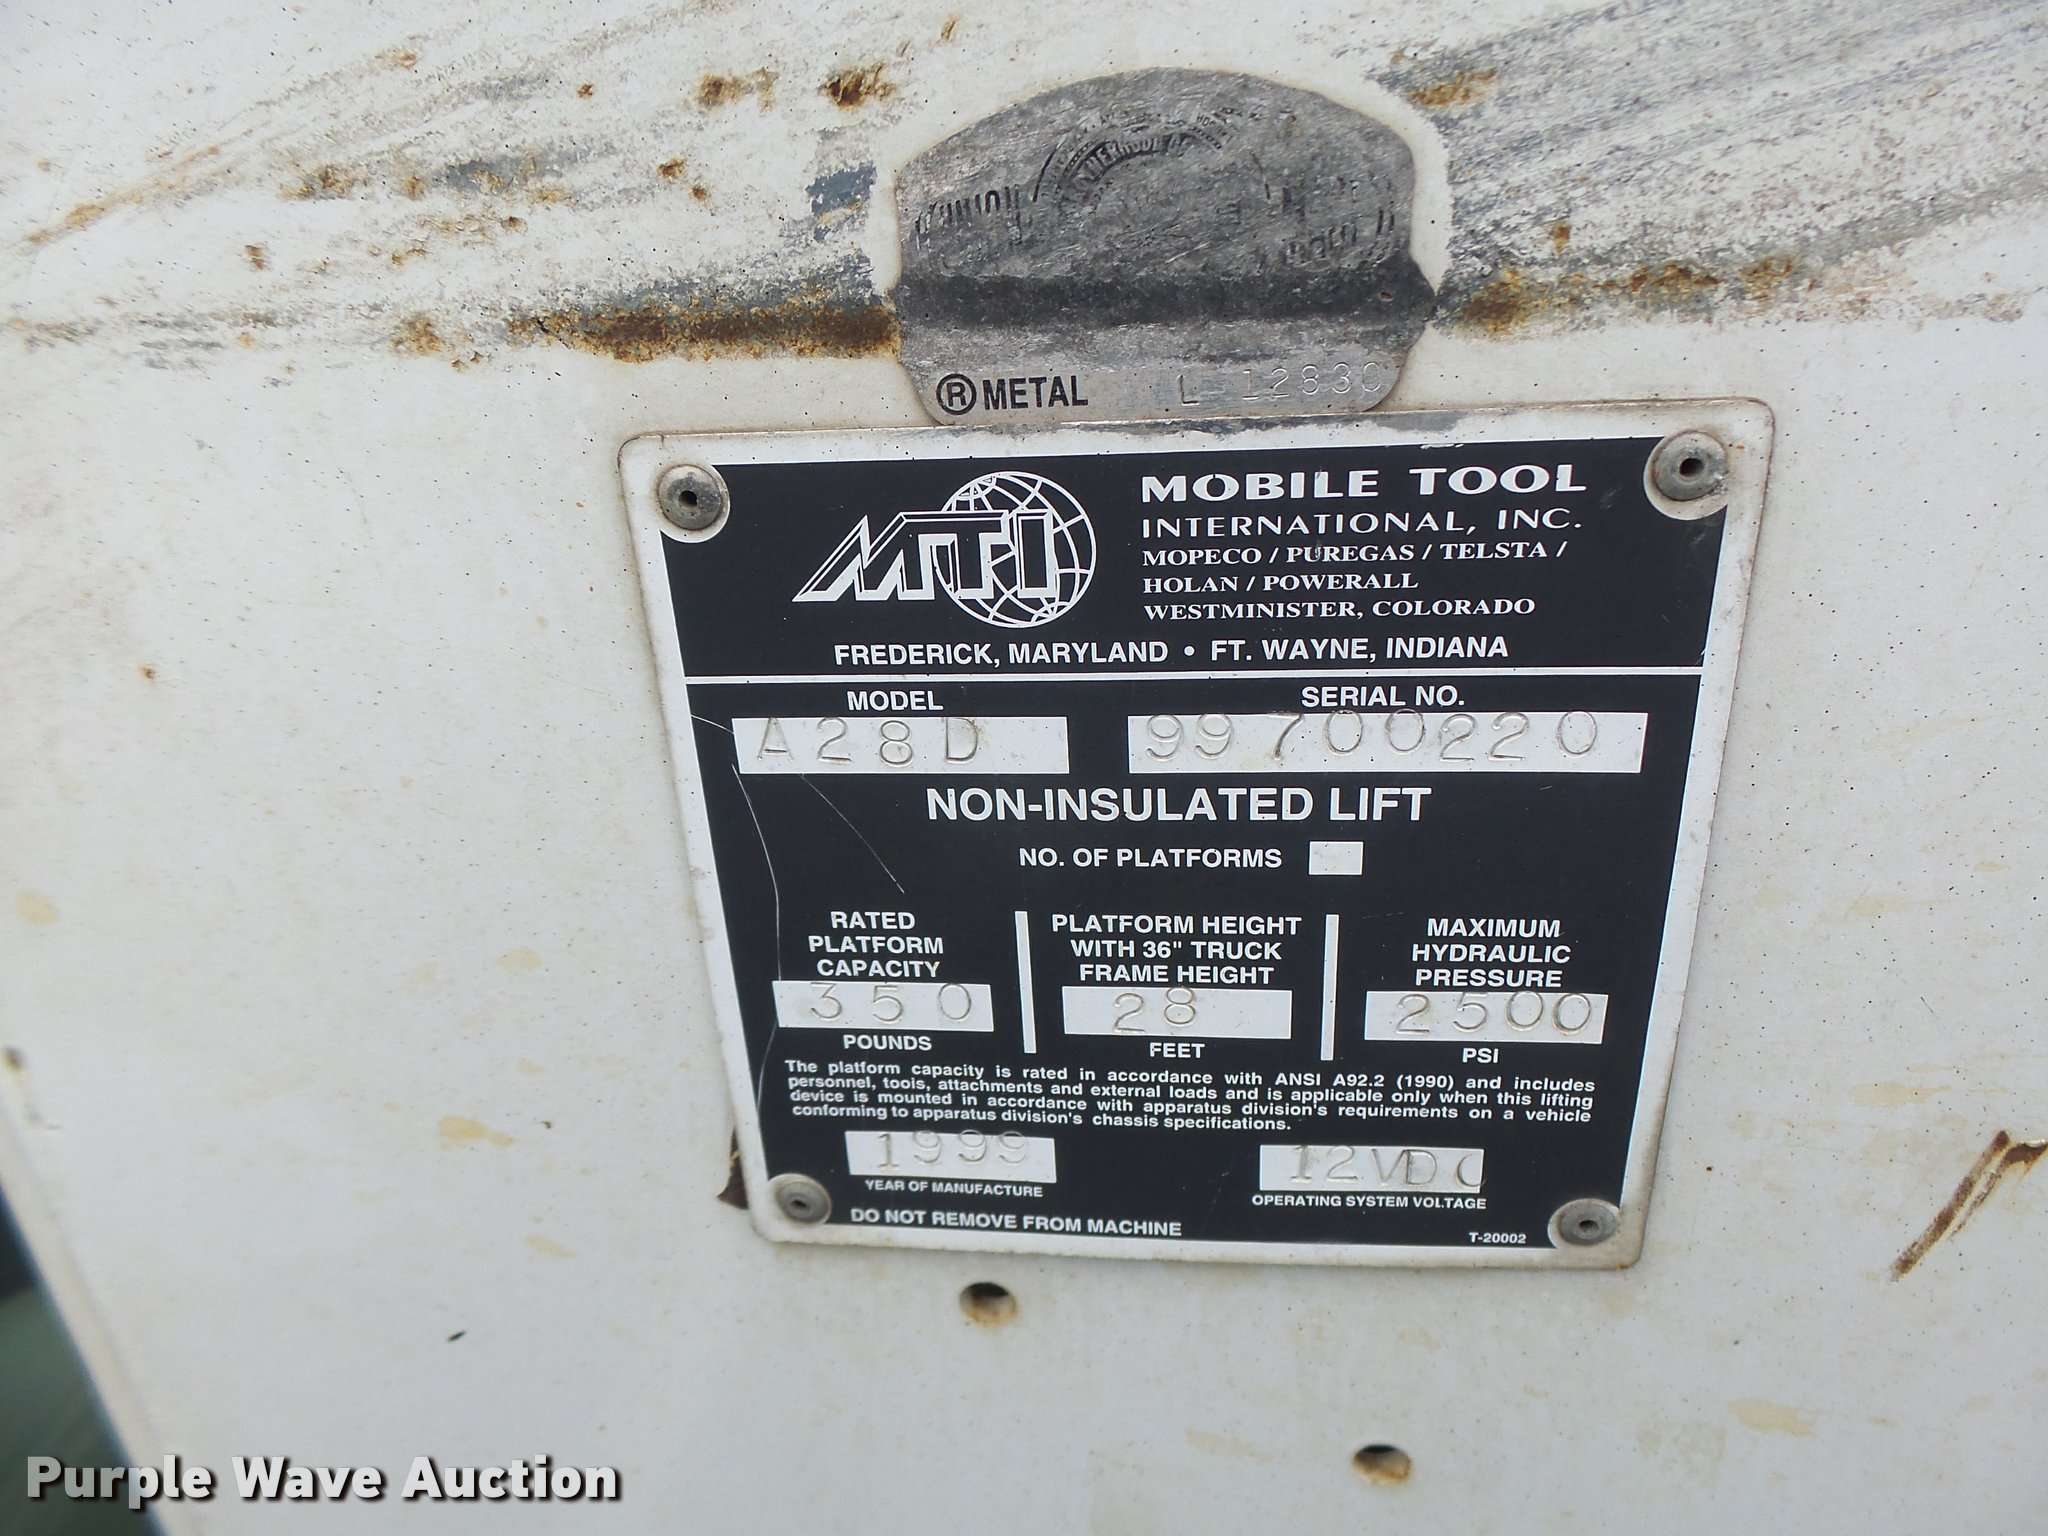 UNION
® METAL L 12830
MTI
MOBILE TOOL
INTERNATIONAL, INC.
MOPECO / PUREGAS / TELSTA /
HOLAN / POWERALL
WESTMINISTER, COLORADO
FREDERICK, MARYLAND • FT. WAYNE, INDIANA
MODEL SERIAL NO.
A28D 99700220
NON-INSULATED LIFT
NO. OF PLATFORMS
RATED PLATFORM CAPACITY
350
POUNDS
PLATFORM HEIGHT WITH 36" TRUCK FRAME HEIGHT
28
FEET
MAXIMUM HYDRAULIC PRESSURE
2500
PSI
The platform capacity is rated in accordance with ANSI A92.2 (1990) and includes
personnel, tools, attachments and external loads and is applicable only when this lifting
device is mounted in accordance with apparatus division's requirements on a vehicle
conforming to apparatus division's chassis specifications.
1999 12VDC
YEAR OF MANUFACTURE OPERATING SYSTEM VOLTAGE
DO NOT REMOVE FROM MACHINE T-20002
Purple Wave Auction